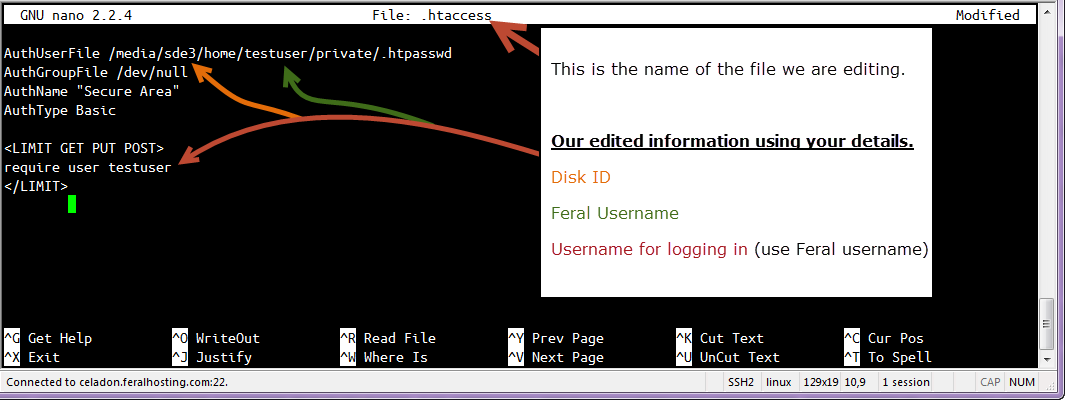 GNU nano 2.2.4 File: .htaccess Modified
AuthUserFile /media/sde3/home/testuser/private/.htpasswd
AuthGroupFile /dev/null
AuthName "Secure Area"
AuthType Basic
<LIMIT GET PUT POST>
require user testuser
</LIMIT>
This is the name of the file we are editing.
Our edited information using your details.
Disk ID
Feral Username
Username for logging in (use Feral username)
^G Get Help ^O WriteOut ^R Read File ^Y Prev Page ^K Cut Text ^C Cur Pos
^X Exit ^J Justify ^W Where Is ^V Next Page ^U UnCut Text ^T To Spell
Connected to celadon.feralhosting.com:22. SSH2 linux 129x19 10,9 1 session CAP NUM